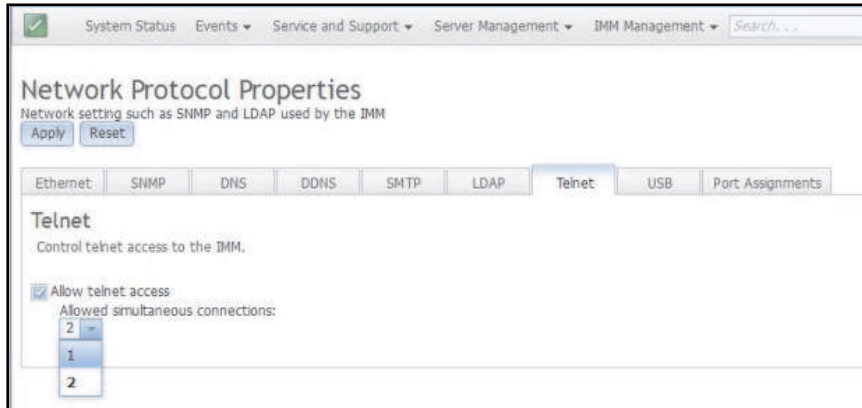 System Status Events Service and Support Server Management IMM Management Search...
Network Protocol Properties
Network setting such as SNMP and LDAP used by the IMM
Apply Reset
Ethernet SNMP DNS DDNS SMTP LDAP Telnet USB Port Assignments
Telnet
Control telnet access to the IMM.
Allow telnet access
Allowed simultaneous connections:
2
1
2